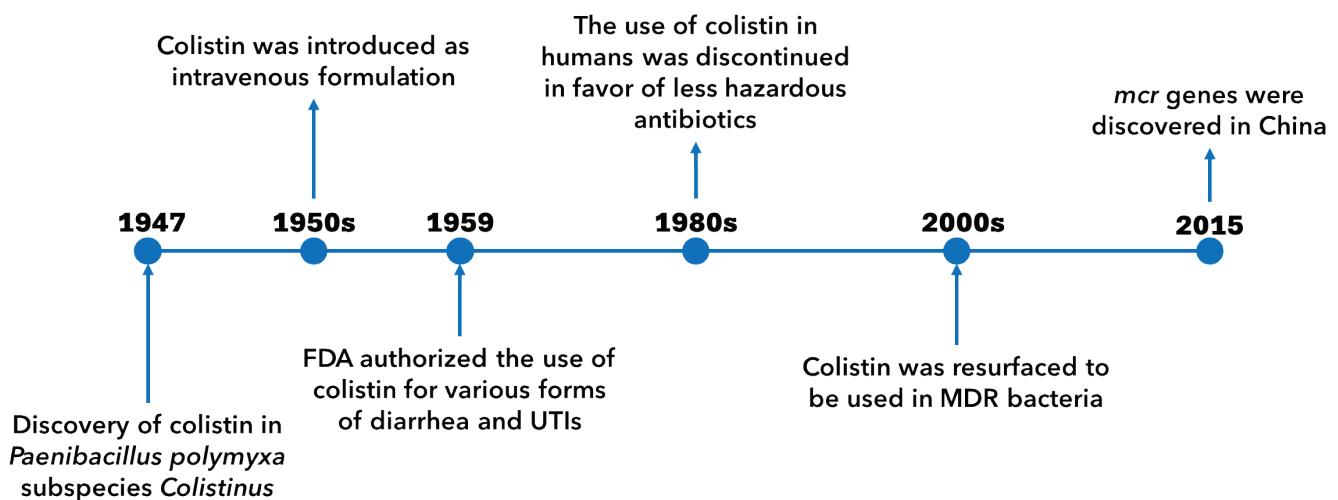 Colistin was introduced as
intravenous formulation
The use of colistin in
humans was discontinued
in favor of less hazardous
antibiotics
mcr genes were
discovered in China
1947
1950s
1959
1980s
2000s
2015
Discovery of colistin in
Paenibacillus polymyxa
subspecies Colistinus
FDA authorized the use of
colistin for various forms
of diarrhea and UTIs
Colistin was resurfaced to
be used in MDR bacteria